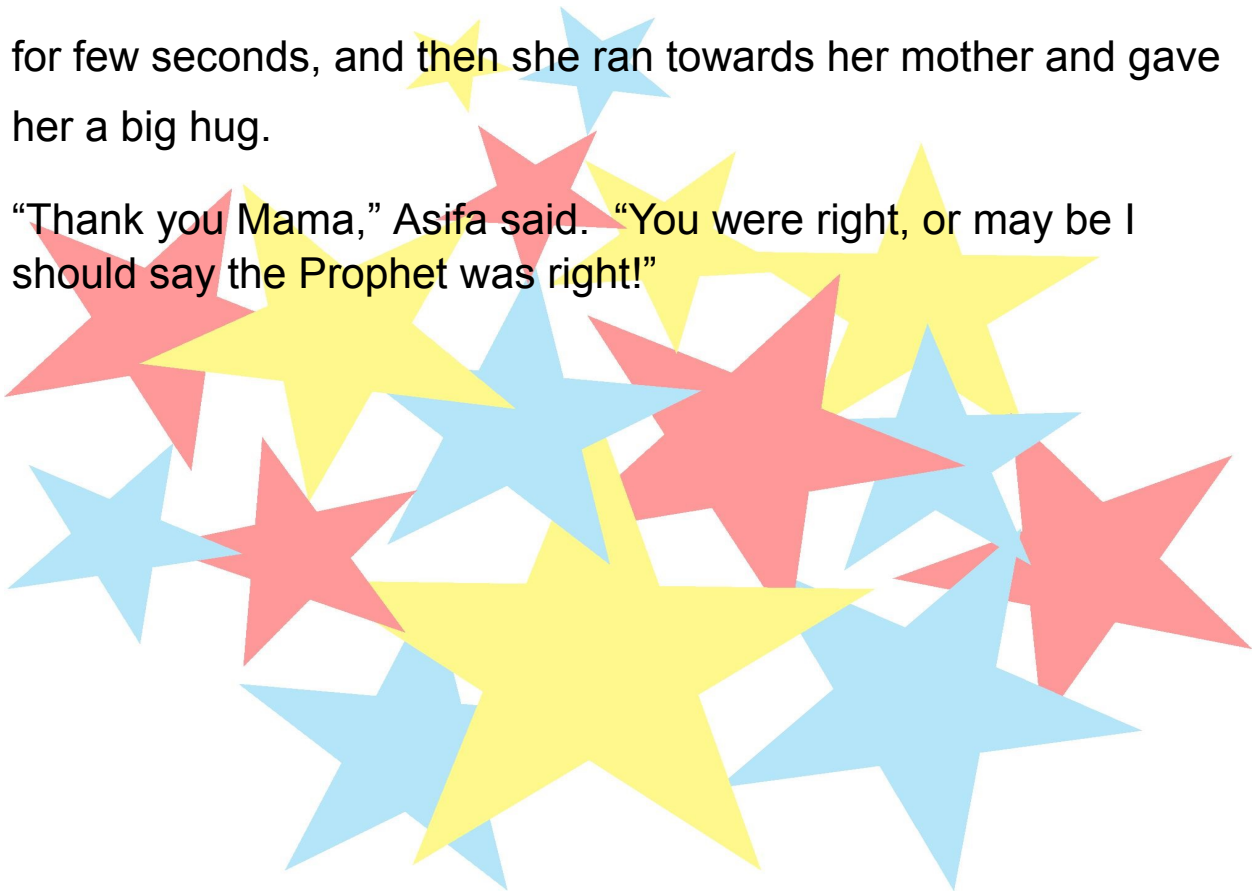 for few seconds, and then she ran towards her mother and gave
her a big hug.
“Thank you Mama,” Asifa said.  “You were right, or may be I
should say the Prophet was right!”